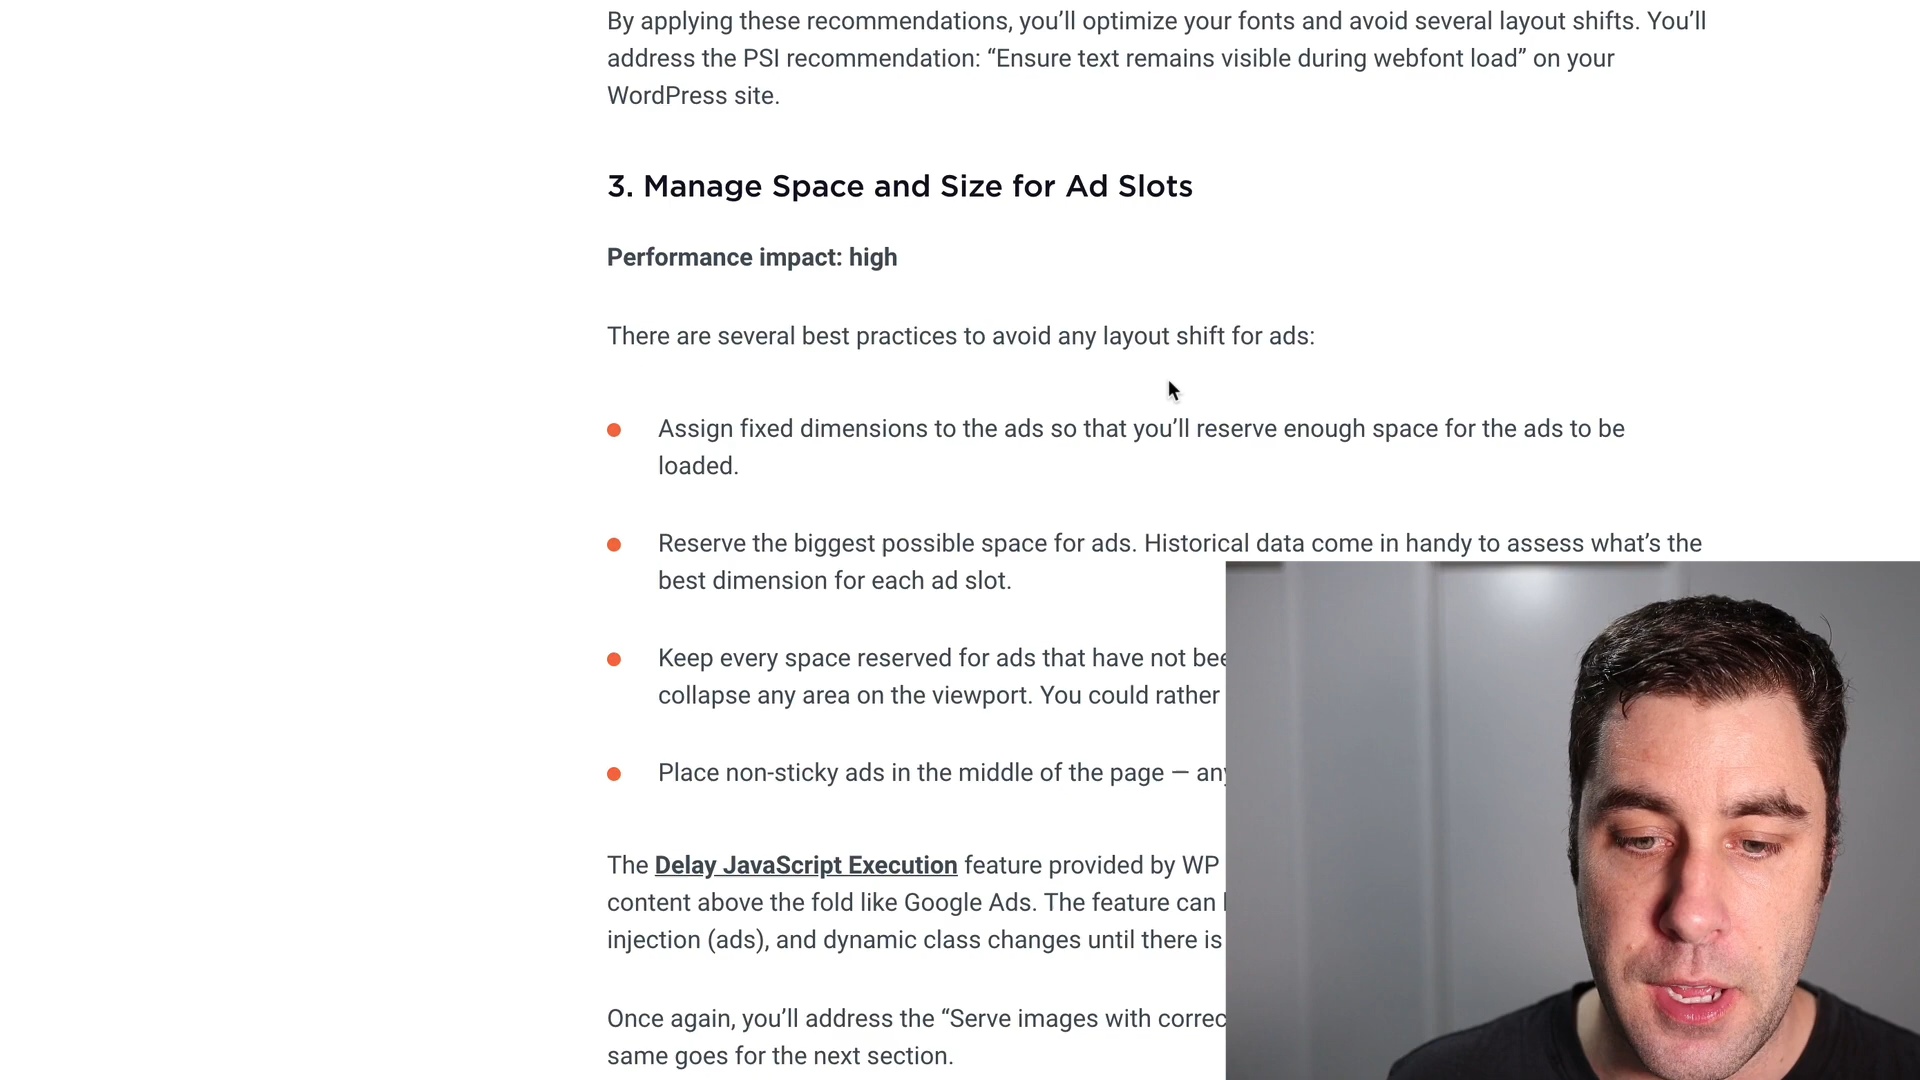 By applying these recommendations, you’ll optimize your fonts and avoid several layout shifts. You’ll
address the PSI recommendation: “Ensure text remains visible during webfont load” on your
WordPress site.
3. Manage Space and Size for Ad Slots
Performance impact: high
There are several best practices to avoid any layout shift for ads:
Assign fixed dimensions to the ads so that you’ll reserve enough space for the ads to be
loaded.
Reserve the biggest possible space for ads. Historical data come in handy to assess what’s the
best dimension for each ad slot.
Keep every space reserved for ads that have not
collapse any area on the viewport. You could rather
Place non-sticky ads in the middle of the page —
The Delay JavaScript Execution feature provided by WP
content above the fold like Google Ads. The feature can
injection (ads), and dynamic class changes until there is
Once again, you’ll address the “Serve images with
same goes for the next section.